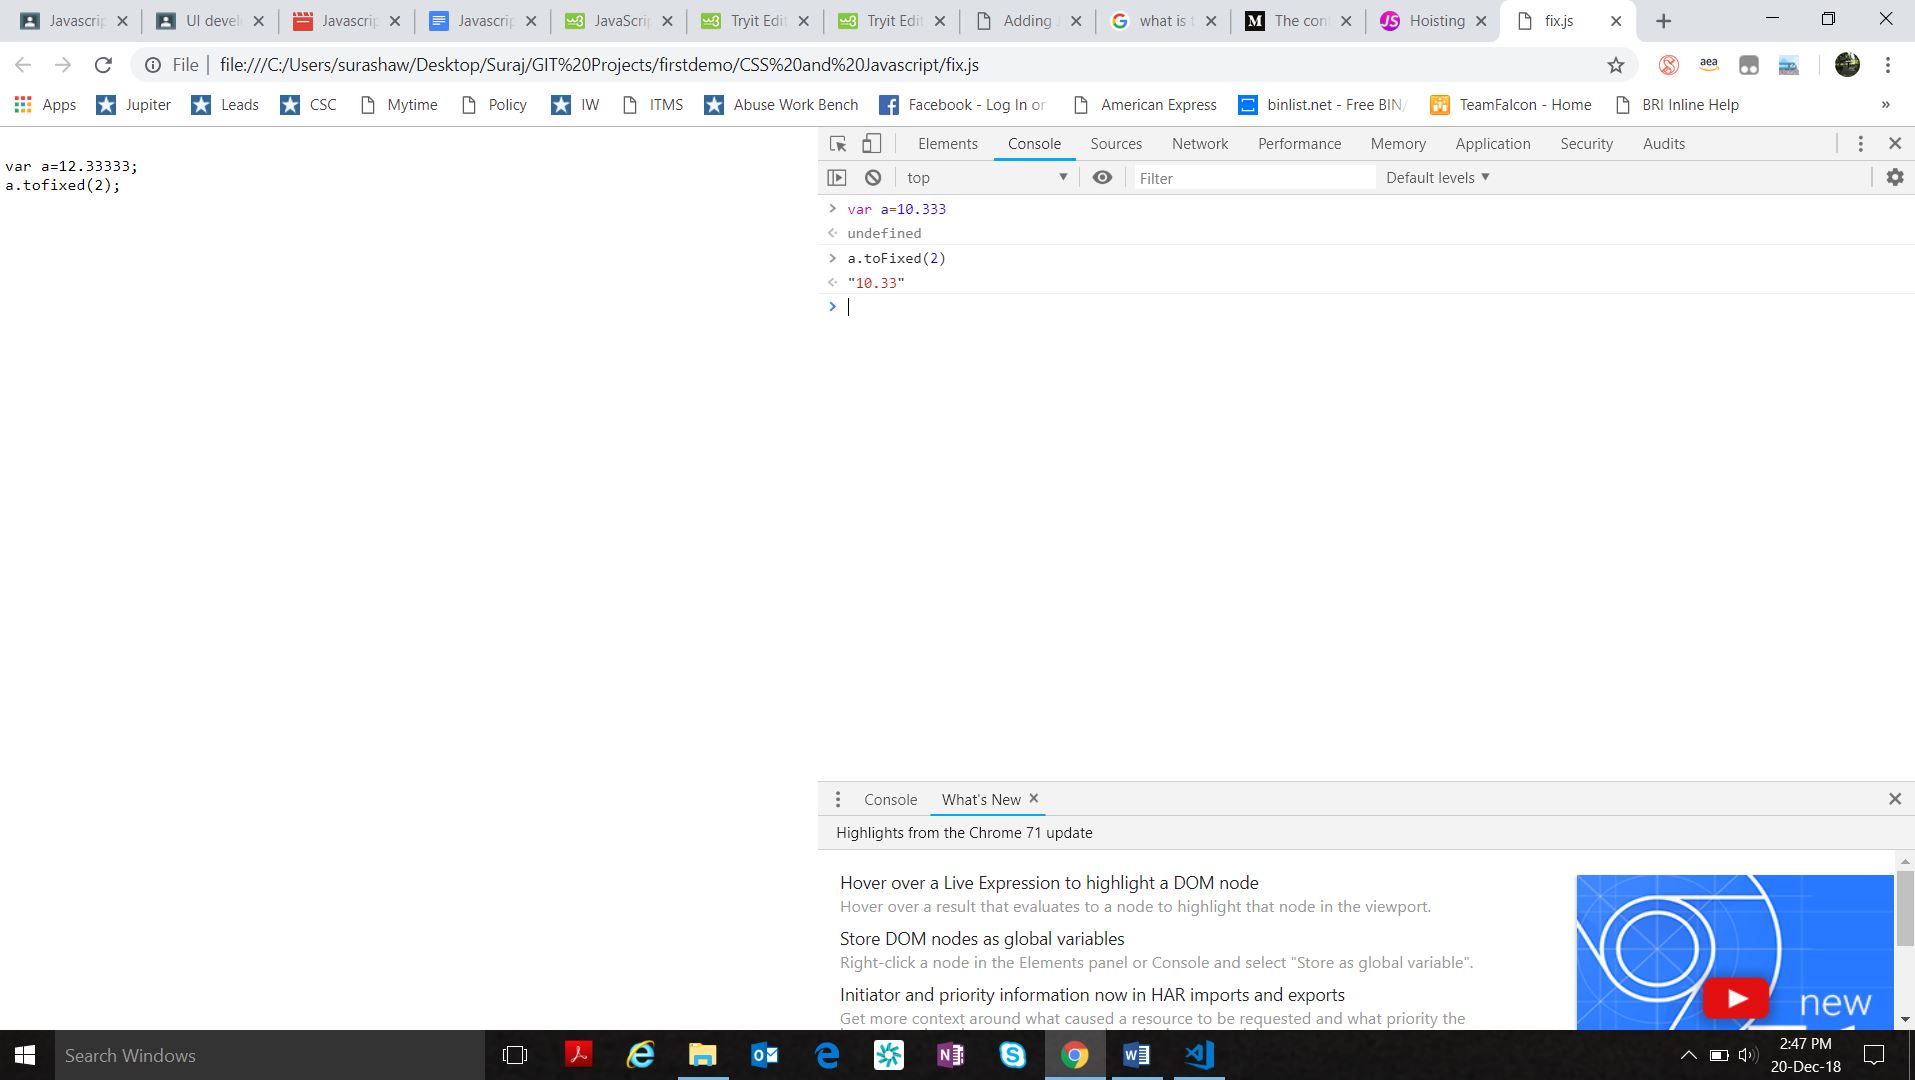 Javascrip
UI devel
Javascrip
Javascrip
JavaScrip
Tryit Edit
Tryit Edit
Adding J
what is t
The con
Hoisting
fix.js
File
file:///C:/Users/surashaw/Desktop/Suraj/GIT%20Projects/firstdemo/CSS%20and%20Javascript/fix.js
aea
Apps
Jupiter
Leads
CSC
Mytime
Policy
IW
ITMS
Abuse Work Bench
Facebook - Log In or
American Express
binlist.net - Free BIN/
TeamFalcon - Home
BRI Inline Help
»
var a=12.33333;
a.tofixed(2);
Elements Console Sources Network Performance Memory Application Security Audits
top
Filter
Default levels
var a=10.333
undefined
a.toFixed(2)
"10.33"
Console
What's New
Highlights from the Chrome 71 update
Hover over a Live Expression to highlight a DOM node
Hover over a result that evaluates to a node to highlight that node in the viewport.
Store DOM nodes as global variables
Right-click a node in the Elements panel or Console and select "Store as global variable".
Initiator and priority information now in HAR imports and exports
Get more context around what caused a resource to be requested and what priority the
new
Search Windows
2:47 PM
20-Dec-18